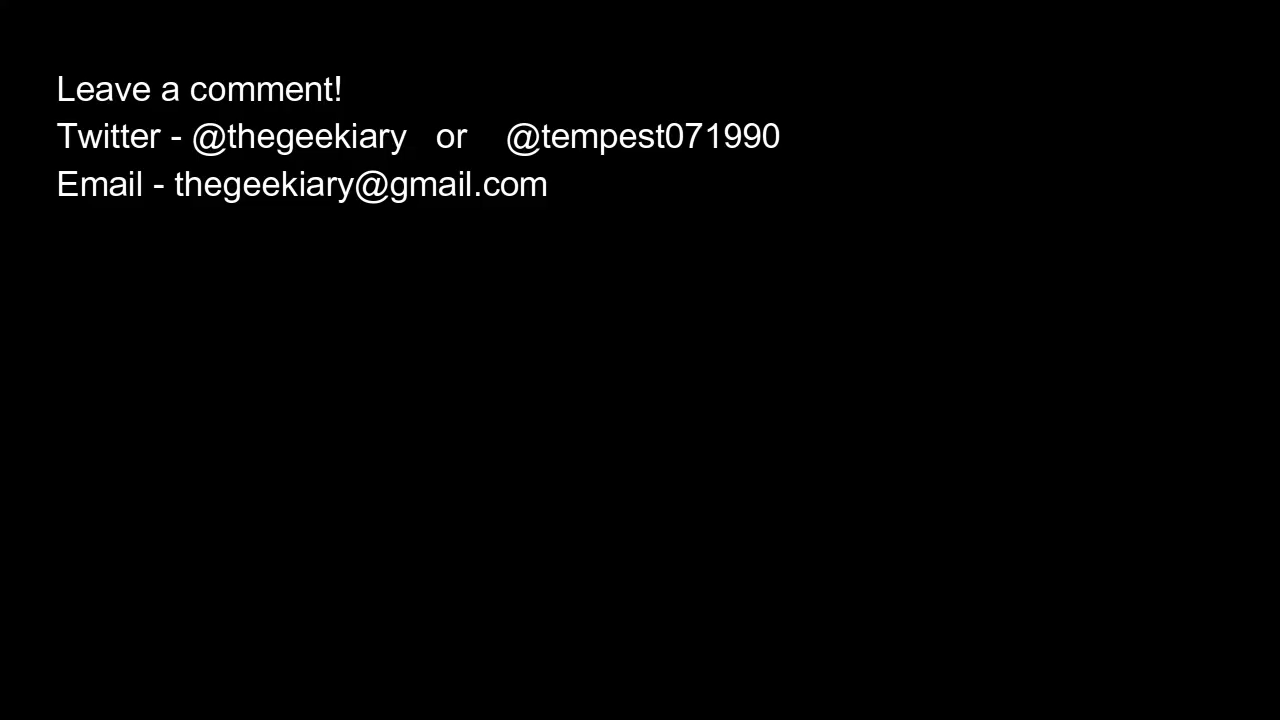 Leave a comment!
Twitter - @thegeekiary or @tempest071990
Email - thegeekiary@gmail.com